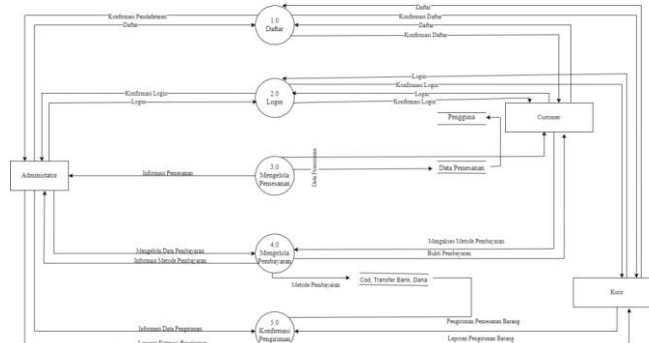 Daftar
Konfirmasi Pendaftaran
Konfirmasi Daftar
Daftar
1.0
Daftar
Daftar
Konfirmasi Daftar
Login
Konfirmasi Login
Konfirmasi Login
2.0
Login
Login
Login
Konfirmasi Login
Pengguna
Customer
Data Pemesanan
3.0
Mengelola
Pemesanan
Administator
Informasi Pemesanan
Data Pemesanan
4.0
Mengelola
Pembayaran
Mengelola Data Pembayaran
Informasi Metode Pembayaran
Mengakses Metode Pembayaran
Bukti Pembayaran
Metode Pembayaran
Cod, Transfer Bank, Dana
Kurir
5.0
Konfirmasi
Pengiriman
Informasi Data Pengiriman
Pengiriman Pemesanan Barang
Laporan Pengiriman Barang